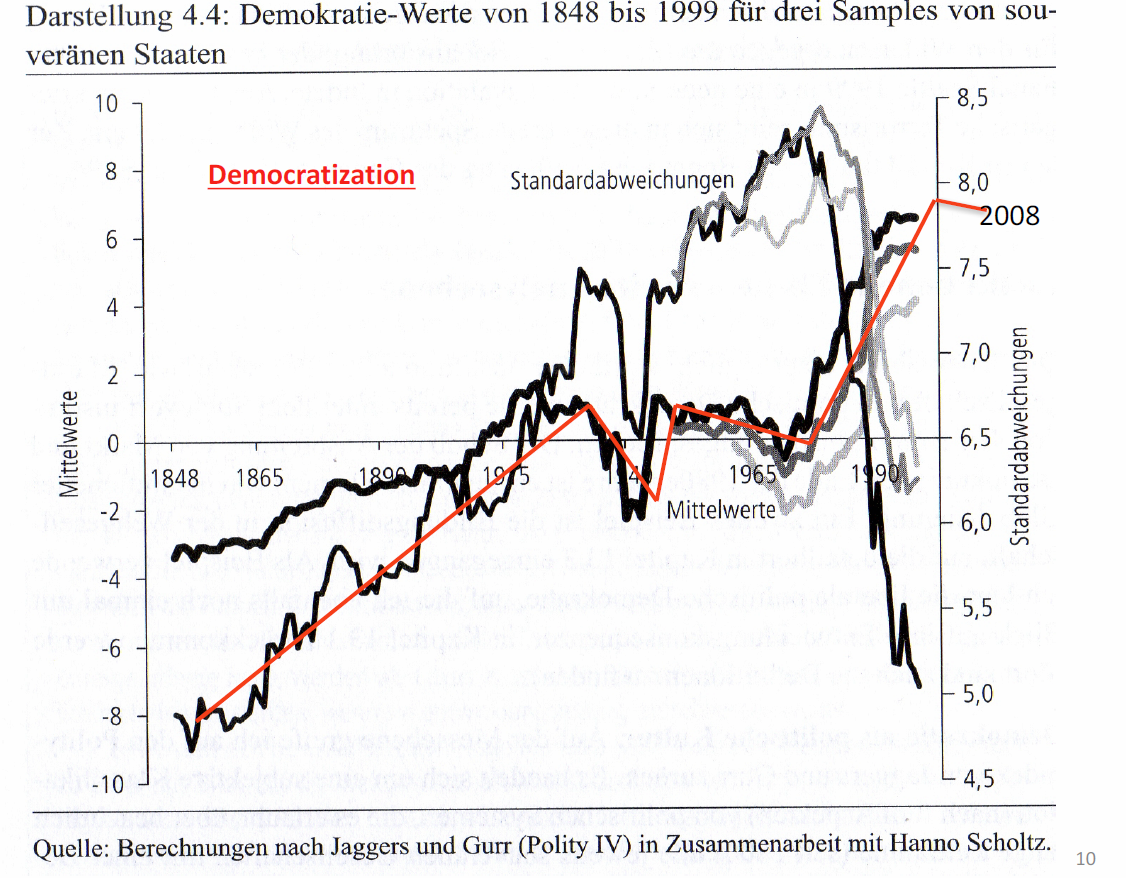 Darstellung 4.4: Demokratie-Werte von 1848 bis 1999 für drei Samples von sou-
veränen Staaten
10
8
6
4
2
0
-2
-4
-6
-8
-10
Mittelwerte
Democratization
Standardabweichungen
2008
8,5
8,0
7,5
7,0
6,5
6,0
5,5
5,0
4,5
Standardabweichungen
1848 1865 1890 1915 1940 1965 1990
Mittelwerte
Quelle: Berechnungen nach Jaggers und Gurr (Polity IV) in Zusammenarbeit mit Hanno Scholtz.
10